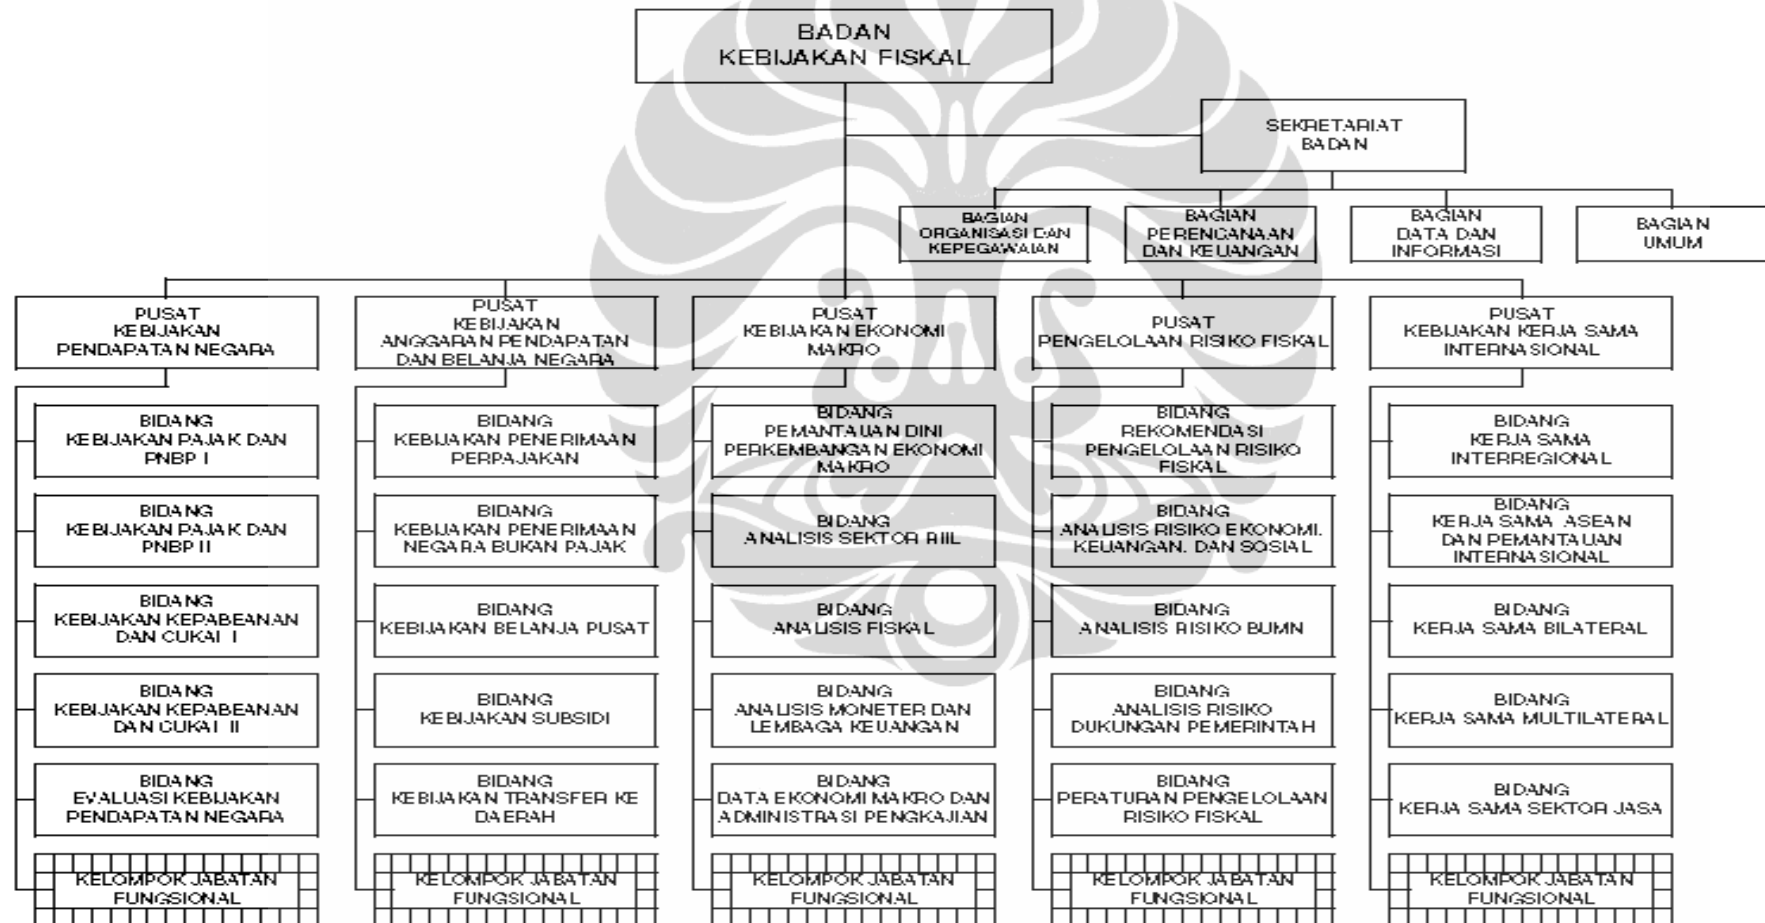 BADAN
KEBIJAKAN FISKAL
SEKRETARIAT
BADAN
BAGIAN
ORGANISASI DAN
KEPEGAWAIAN
BAGIAN
PERENCANAAN
DAN KEUANGAN
BAGIAN
DATA DAN
INFORMASI
BAGIAN
UMUM
PUSAT
KEBIJAKAN
PENDAPATAN NEGARA
PUSAT
KEBIJAKAN
ANGGARAN PENDAPATAN
DAN BELANJA NEGARA
PUSAT
KEBIJAKAN EKONOMI
MAKRO
PUSAT
PENGELOLAAN RISIKO FISKAL
PUSAT
KEBIJAKAN KERJA SAMA
INTERNASIONAL
BIDANG
KEBIJAKAN PAJAK DAN
PNBP I
BIDANG
KEBIJAKAN PENERIMAAN
PERPAJAKAN
BIDANG
PEMANTAUAN DINI
PERKEMBANGAN EKONOMI
MAKRO
BIDANG
REKOMENDASI
PENGELOLAAN RISIKO
FISKAL
BIDANG
KERJA SAMA
INTERREGIONAL
BIDANG
KEBIJAKAN PAJAK DAN
PNBP II
BIDANG
KEBIJAKAN PENERIMAAN
NEGARA BUKAN PAJAK
BIDANG
ANALISIS SEKTOR RIIL
BIDANG
ANALISIS RISIKO EKONOMI,
KEUANGAN, DAN SOSIAL
BIDANG
KERJA SAMA ASEAN
DAN PEMANTAUAN
INTERNASIONAL
BIDANG
KEBIJAKAN KEPABEANAN
DAN CUKAI I
BIDANG
KEBIJAKAN BELANJA PUSAT
BIDANG
ANALISIS FISKAL
BIDANG
ANALISIS RISIKO BUMN
BIDANG
KERJA SAMA BILATERAL
BIDANG
KEBIJAKAN KEPABEANAN
DAN CUKAI II
BIDANG
KEBIJAKAN SUBSIDI
BIDANG
ANALISIS MONETER DAN
LEMBAGA KEUANGAN
BIDANG
ANALISIS RISIKO
DUKUNGAN PEMERINTAH
BIDANG
KERJA SAMA MULTILATERAL
BIDANG
EVALUASI KEBIJAKAN
PENDAPATAN NEGARA
BIDANG
KEBIJAKAN TRANSFER KE
DAERAH
BIDANG
DATA EKONOMI MAKRO DAN
ADMINISTRASI PENGKAJIAN
BIDANG
PERATURAN PENGELOLAAN
RISIKO FISKAL
BIDANG
KERJA SAMA SEKTOR JASA
KELOMPOK JABATAN
FUNGSIONAL
KELOMPOK JABATAN
FUNGSIONAL
KELOMPOK JABATAN
FUNGSIONAL
KELOMPOK JABATAN
FUNGSIONAL
KELOMPOK JABATAN
FUNGSIONAL